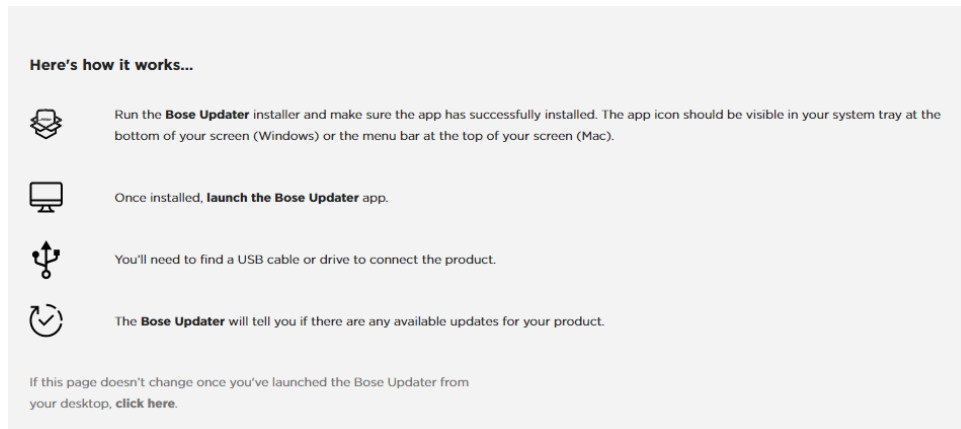 Here's how it works...
Run the Bose Updater installer and make sure the app has successfully installed. The app icon should be visible in your system tray at the
bottom of your screen (Windows) or the menu bar at the top of your screen (Mac).
Once installed, launch the Bose Updater app.
You'll need to find a USB cable or drive to connect the product.
The Bose Updater will tell you if there are any available updates for your product.
If this page doesn't change once you've launched the Bose Updater from
your desktop, click here.